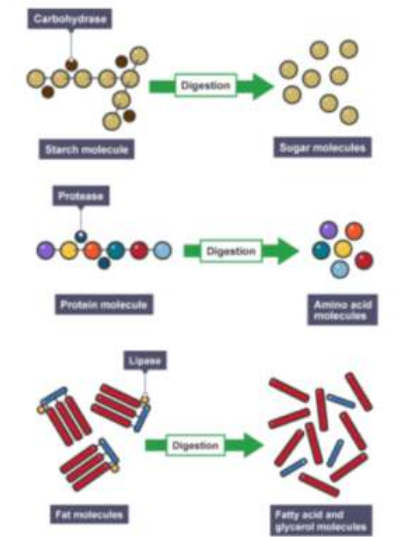 Carbohydrase
Digestion
Starch molecule
Sugar molecules
Protease
Digestion
Protein molecule
Amino acid
molecules
Lipase
Digestion
Fat molecules
Fatty acid and
glycerol molecules